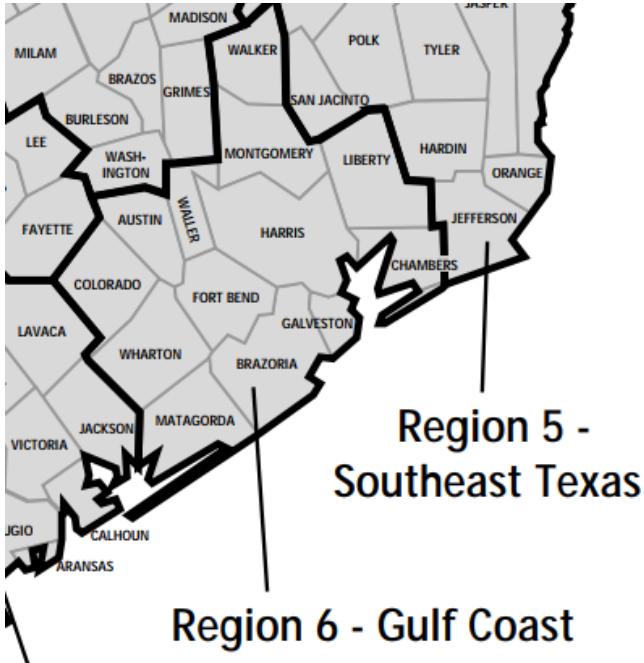 JASPER
MADISON
WALKER
POLK
TYLER
MILAM
BRAZOS
GRIMES
SAN JACINTO
BURLESON
LEE
WASH-
INGTON
MONTGOMERY
LIBERTY
HARDIN
ORANGE
AUSTIN
WALLER
JEFFERSON
FAYETTE
HARRIS
CHAMBERS
COLORADO
FORT BEND
GALVESTON
LAVACA
WHARTON
BRAZORIA
MATAGORDA
JACKSON
VICTORIA
UGIO
CALHOUN
ARANSAS
Region 5 -
Southeast Texas
Region 6 - Gulf Coast